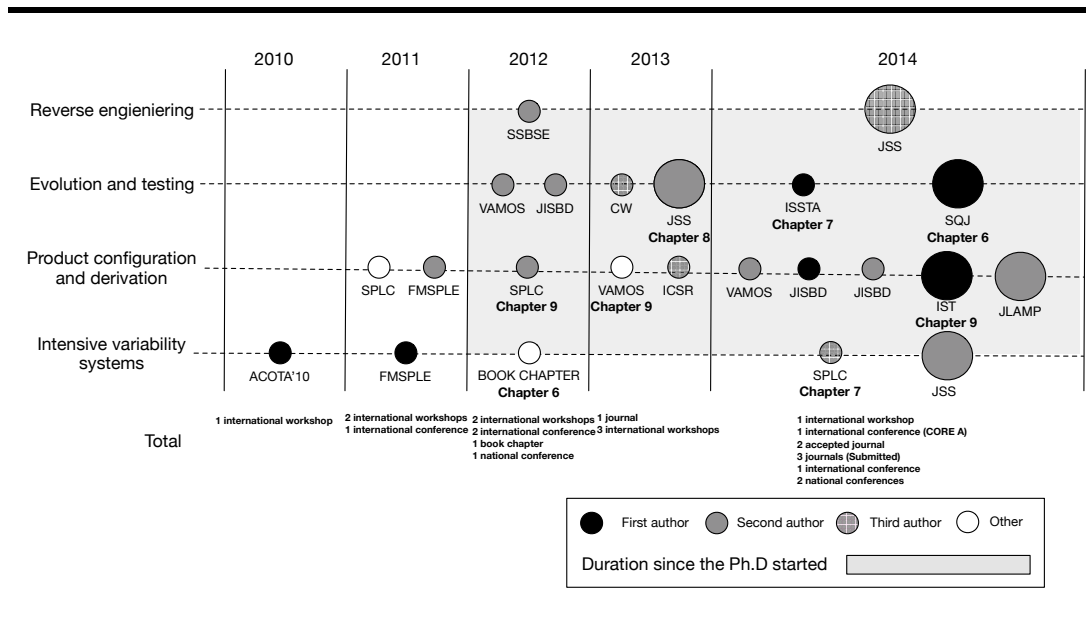 2010 2011 2012 2013 2014
Reverse engieniering
SSBSE
JSS
Evolution and testing
VAMOS JISBD CW JSS ISSTA SQJ
Chapter 8 Chapter 7 Chapter 6
Product configuration
and derivation
SPLC FMSPLE SPLC VAMOS ICSR VAMOS JISBD JISBD IST JLAMP
Chapter 9 Chapter 9 Chapter 9
Intensive variability
systems
ACOTA'10 FMSPLE BOOK CHAPTER SPLC JSS
Chapter 6 Chapter 7
Total
1 international workshop
2 international workshops
1 international conference
2 international workshops
2 international conference
1 book chapter
1 national conference
1 journal
3 international workshops
1 international workshop
1 international conference (CORE A)
2 accepted journal
3 journals (Submitted)
1 international conference
2 national conferences
First author Second author Third author Other
Duration since the Ph.D started